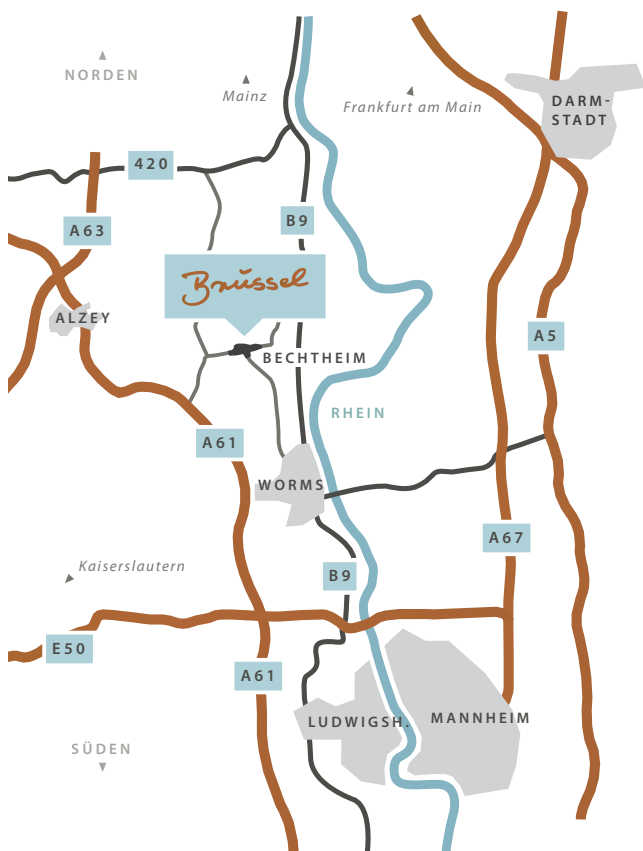 NORDEN
Mainz
Frankfurt am Main
DARM-
STADT
420
A63
B9
Brüssel
ALZEY
BECHTHEIM
A5
RHEIN
A61
WORMS
A67
Kaiserslautern
B9
E50
A61
LUDWIGSH.
MANNHEIM
SÜDEN